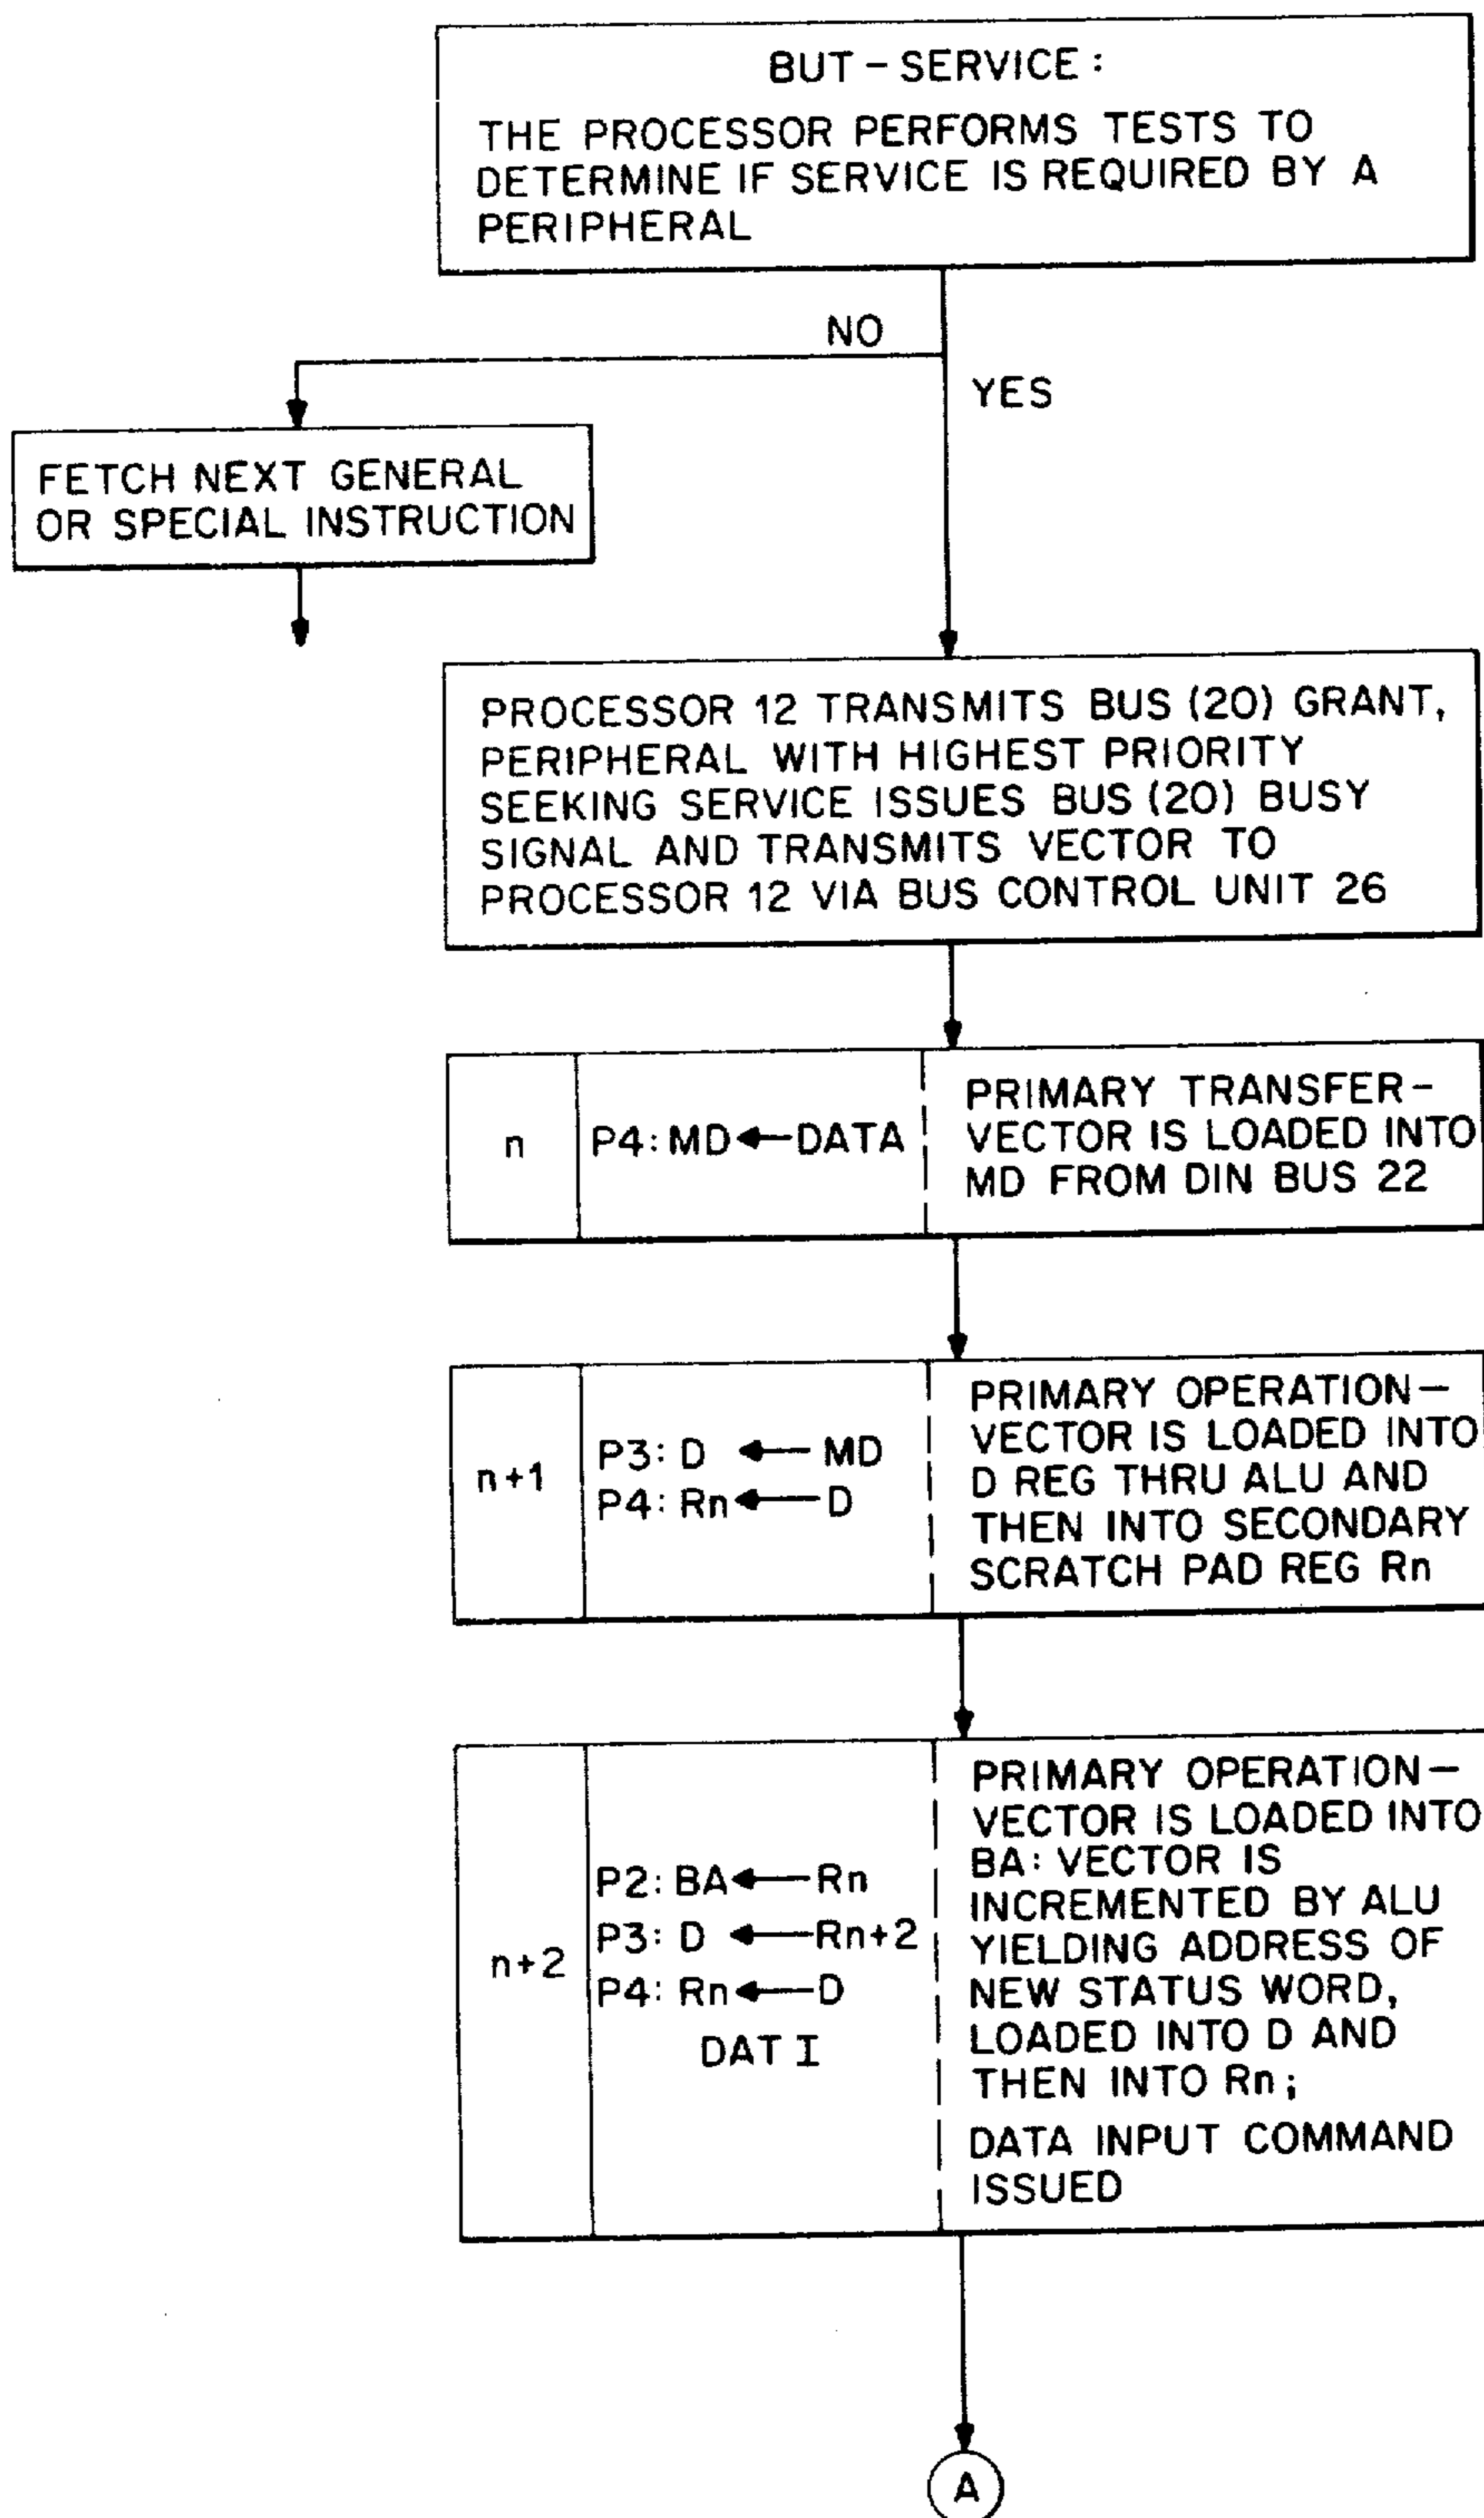 BUT-SERVICE:
THE PROCESSOR PERFORMS TESTS TO
DETERMINE IF SERVICE IS REQUIRED BY A
PERIPHERAL
NO
YES
FETCH NEXT GENERAL
OR SPECIAL INSTRUCTION
PROCESSOR 12 TRANSMITS BUS (20) GRANT,
PERIPHERAL WITH HIGHEST PRIORITY
SEEKING SERVICE ISSUES BUS (20) BUSY
SIGNAL AND TRANSMITS VECTOR TO
PROCESSOR 12 VIA BUS CONTROL UNIT 26
n
P4: MD←DATA
PRIMARY TRANSFER-
VECTOR IS LOADED INTO
MD FROM DIN BUS 22
n+1
P3: D ← MD
P4: Rn←D
PRIMARY OPERATION-
VECTOR IS LOADED INTO
D REG THRU ALU AND
THEN INTO SECONDARY
SCRATCH PAD REG Rn
n+2
P2: BA←Rn
P3: D ←Rn+2
P4: Rn←D
DAT I
PRIMARY OPERATION-
VECTOR IS LOADED INTO
BA: VECTOR IS
INCREMENTED BY ALU
YIELDING ADDRESS OF
NEW STATUS WORD,
LOADED INTO D AND
THEN INTO Rn;
DATA INPUT COMMAND
ISSUED
A